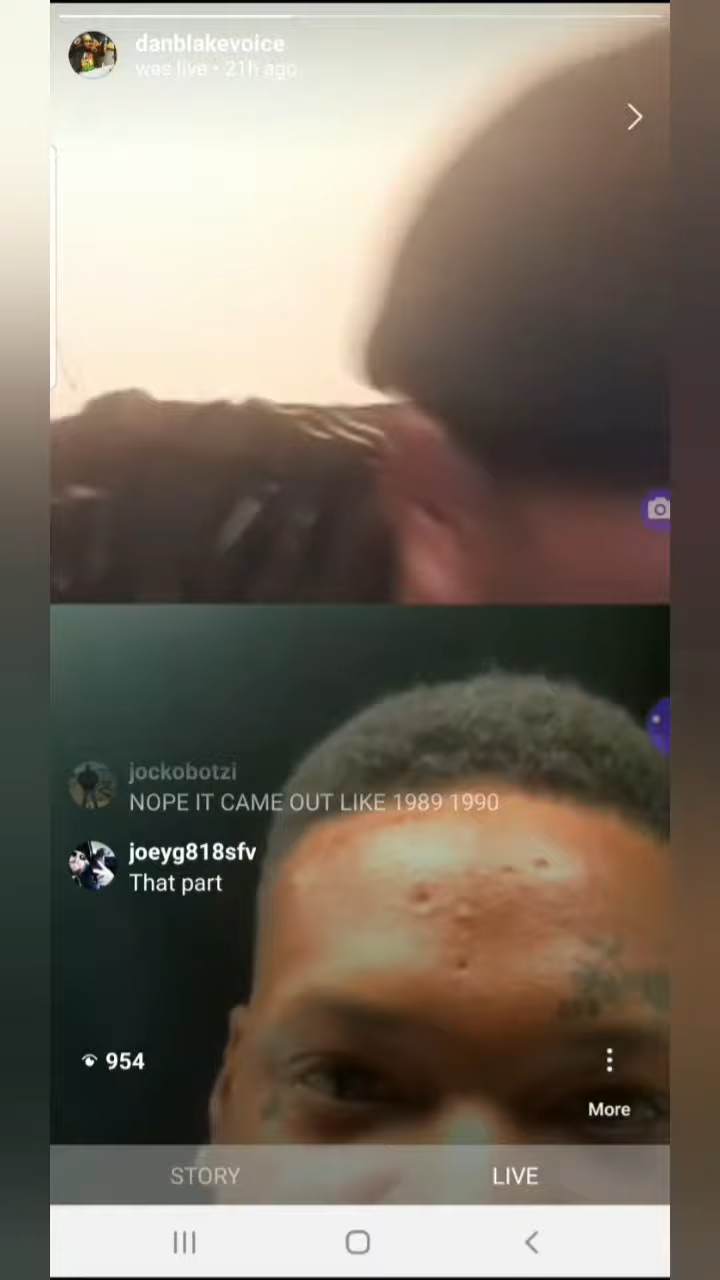 danblakevoice
was live • 21h ago
jockobotzi
NOPE IT CAME OUT LIKE 1989 1990
joeyg818sfv
That part
954
More
STORY
LIVE